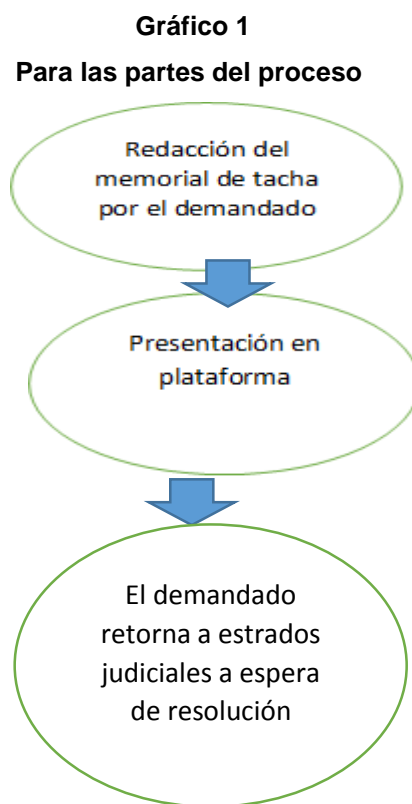 Gráfico 1
Para las partes del proceso
Redacción del
memorial de tacha
por el demandado
Presentación en
plataforma
El demandado
retorna a estrados
judiciales a espera
de resolución